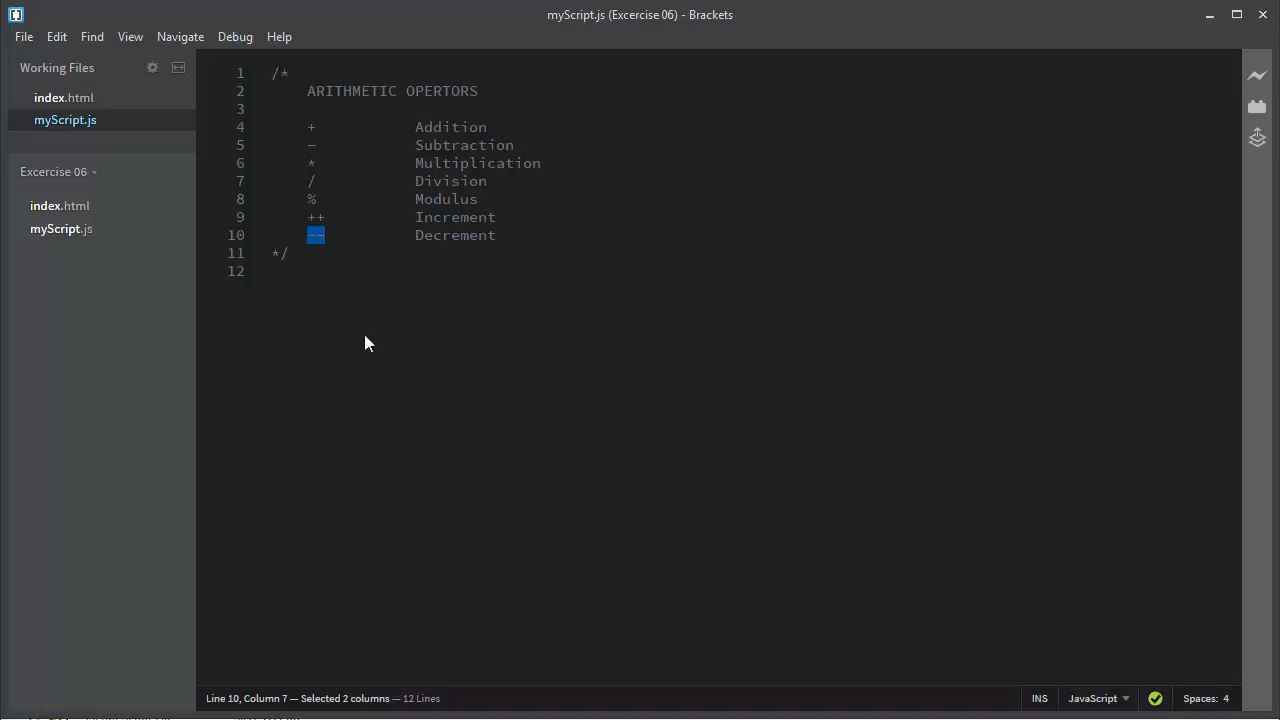 myScript.js (Excercise 06) - Brackets
File Edit Find View Navigate Debug Help
Working Files
index.html
myScript.js
Excercise 06
index.html
myScript.js
1 /*
2 ARITHMETIC OPERTORS
3
4 + Addition
5 - Subtraction
6 * Multiplication
7 / Division
8 % Modulus
9 ++ Increment
10 -- Decrement
11 */
12
Line 10, Column 7 — Selected 2 columns — 12 Lines
INS JavaScript Spaces: 4